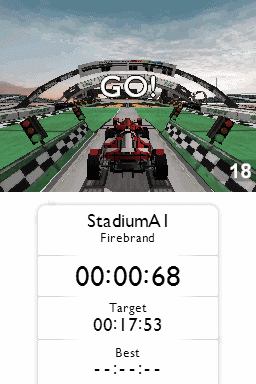 GO!
18
StadiumA1
Firebrand
00:00:68
Target
00:17:53
Best
--:--:--